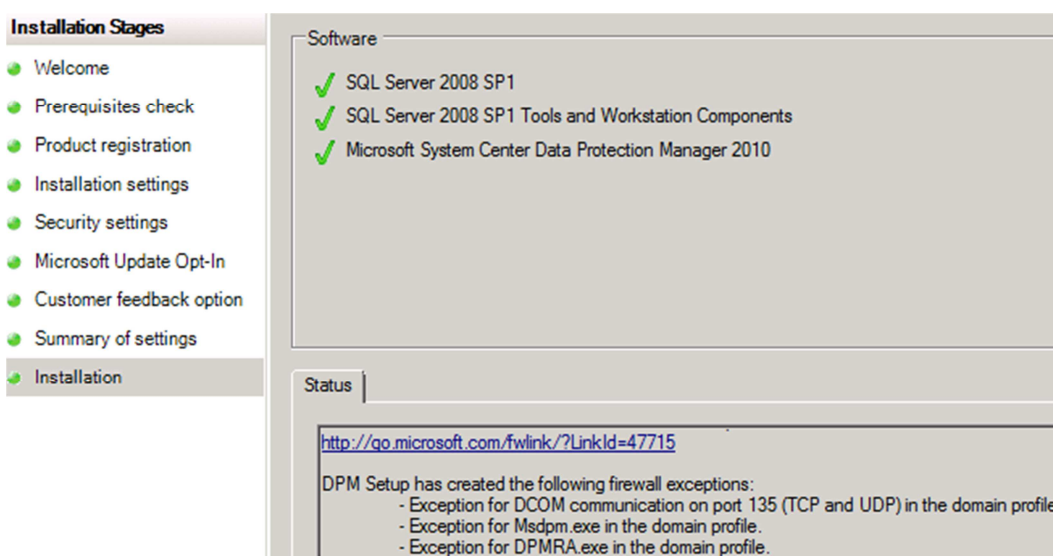 Installation Stages
Welcome
Prerequisites check
Product registration
Installation settings
Security settings
Microsoft Update Opt-In
Customer feedback option
Summary of settings
Installation
Software
SQL Server 2008 SP1
SQL Server 2008 SP1 Tools and Workstation Components
Microsoft System Center Data Protection Manager 2010
Status
http://go.microsoft.com/fwlink/?LinkId=47715
DPM Setup has created the following firewall exceptions:
- Exception for DCOM communication on port 135 (TCP and UDP) in the domain profile
- Exception for Msdpm.exe in the domain profile.
- Exception for DPMRA.exe in the domain profile.